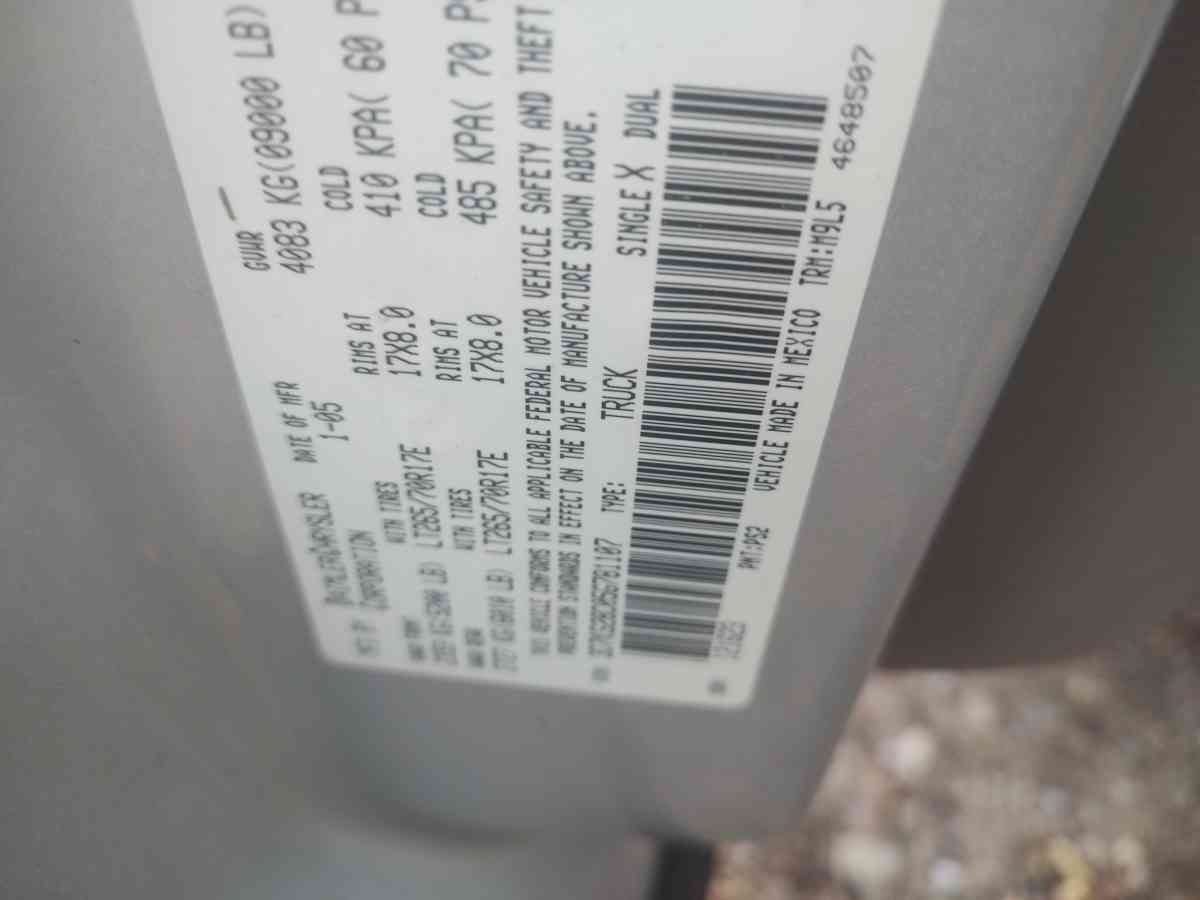 DAIMLERCHRYSLER CORPORATION
DATE OF MFR
1-05
GVWR
4083 KG(09000 LB)
WITH TIRES
RIMS AT
COLD
LB) LT265/70R17E
17X8.0
410 KPA( 60 P
WITH TIRES
RIMS AT
COLD
LB) LT265/70R17E
17X8.0
485 KPA( 70 P
THIS VEHICLE CONFORMS TO ALL APPLICABLE FEDERAL MOTOR VEHICLE SAFETY AND THEFT
PREVENTION STANDARDS IN EFFECT ON THE DATE OF MANUFACTURE SHOWN ABOVE.
TYPE: TRUCK SINGLE X DUAL
PNT:PS2 VEHICLE MADE IN MEXICO TRM:M9L5
4648507